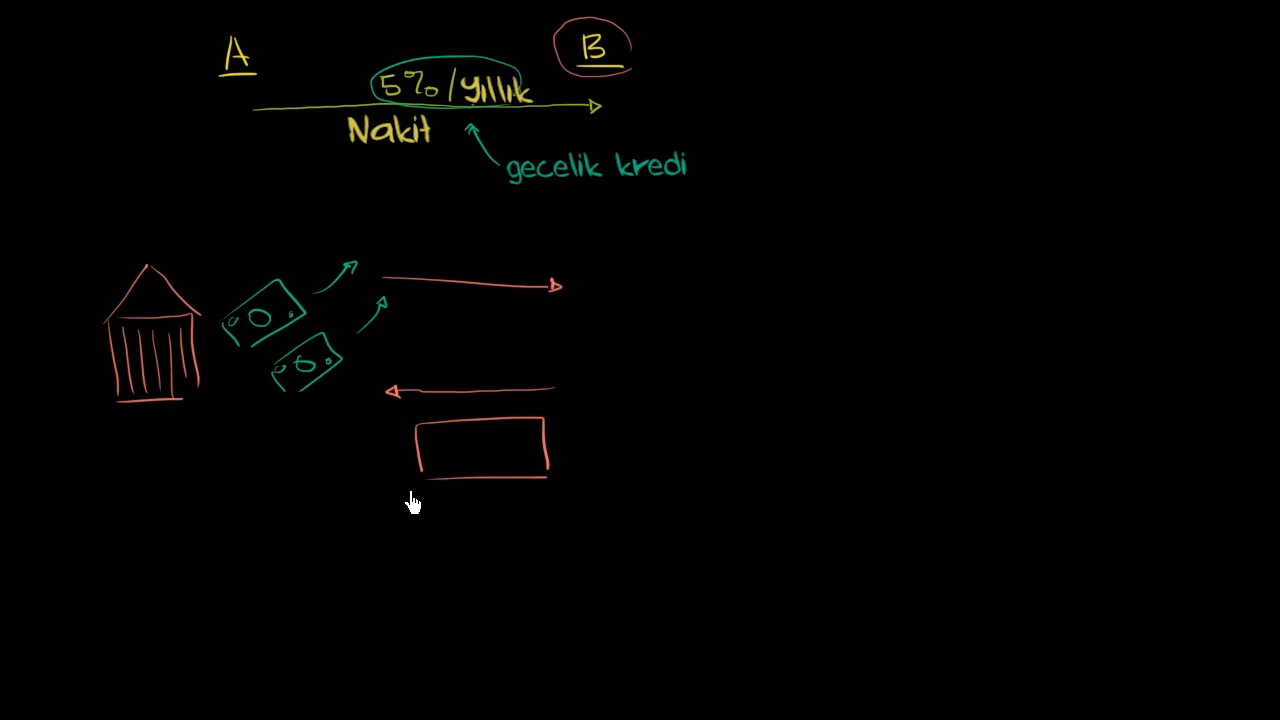 A
B
5% / yıllık
Nakit
gecelik kredi